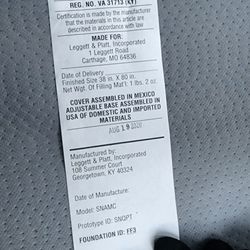 REG. NO. VA 31713 (KY)
Certification is made by the manufacturer
that the materials in this article are
described in accordance with law
MADE FOR:
Leggett & Platt, Incorporated
1 Leggett Road
Carthage, MO 64836
Date of Delivery
Finished Size 38 in. X 80 in.
Net Wgt. Of Filling Mat'l 1 lbs. 2 oz.
COVER ASSEMBLED IN MEXICO
ADJUSTABLE BASE ASSEMBLED IN
USA OF DOMESTIC AND IMPORTED
MATERIALS
AUG 19 2020
Manufactured by:
Leggett & Platt, Incorporated
108 Summer Court
Georgetown, KY 40324
Date of Manufacture:
Model: SNAMC
ProjectID: SNQPT
FOUNDATION ID: FF3